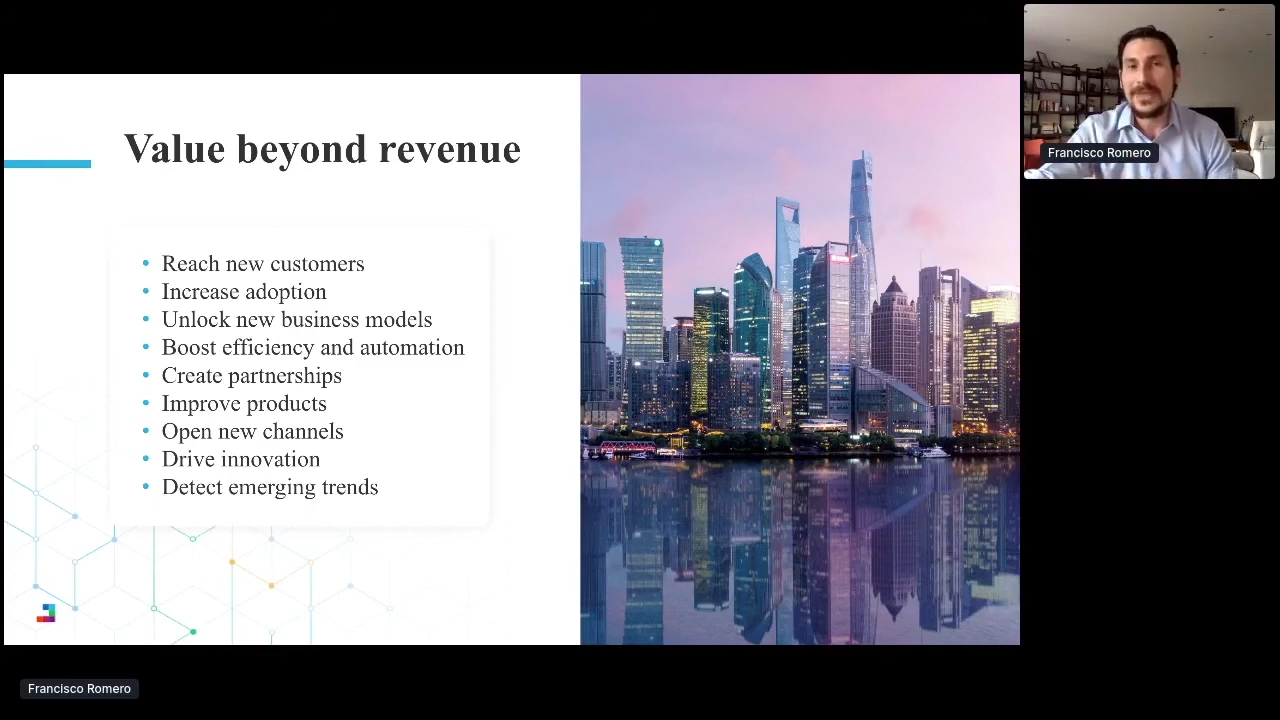 Value beyond revenue
Reach new customers
Increase adoption
Unlock new business models
Boost efficiency and automation
Create partnerships
Improve products
Open new channels
Drive innovation
Detect emerging trends
Francisco Romero
Francisco Romero